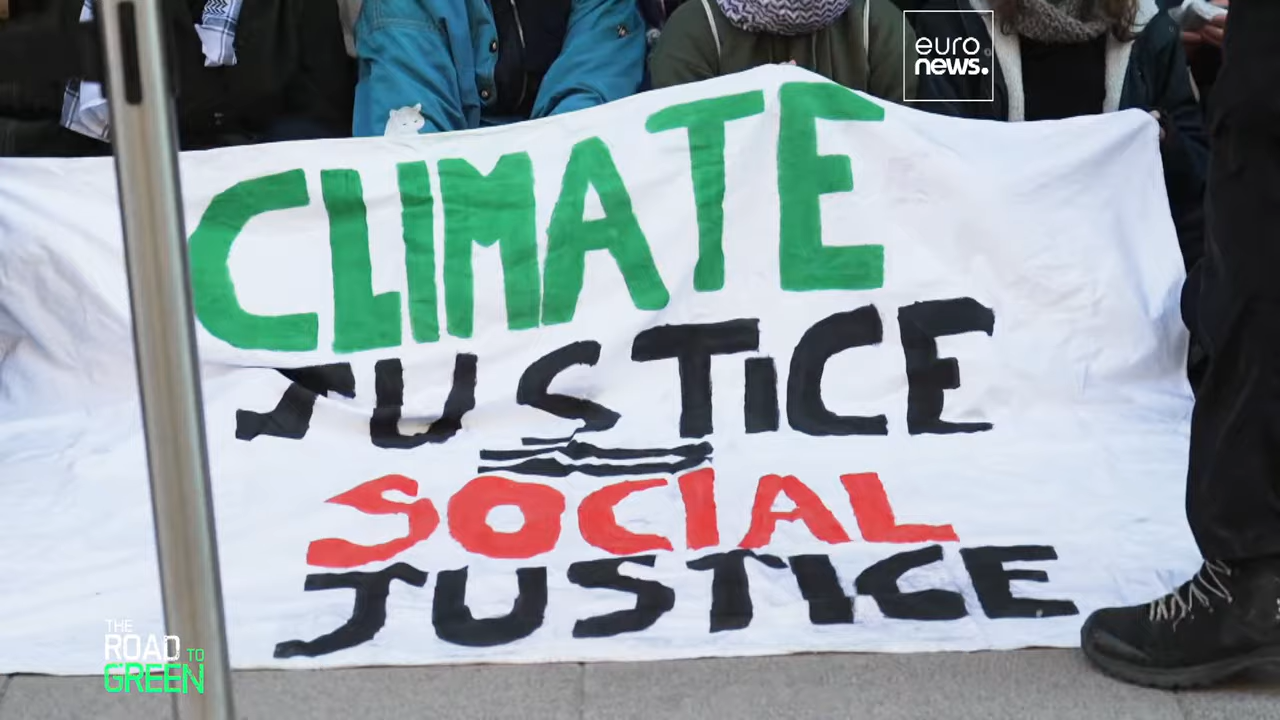 euro
news.
CLIMATE
JUSTICE
=
SOCIAL
JUSTICE
THE
ROAD TO
GREEN